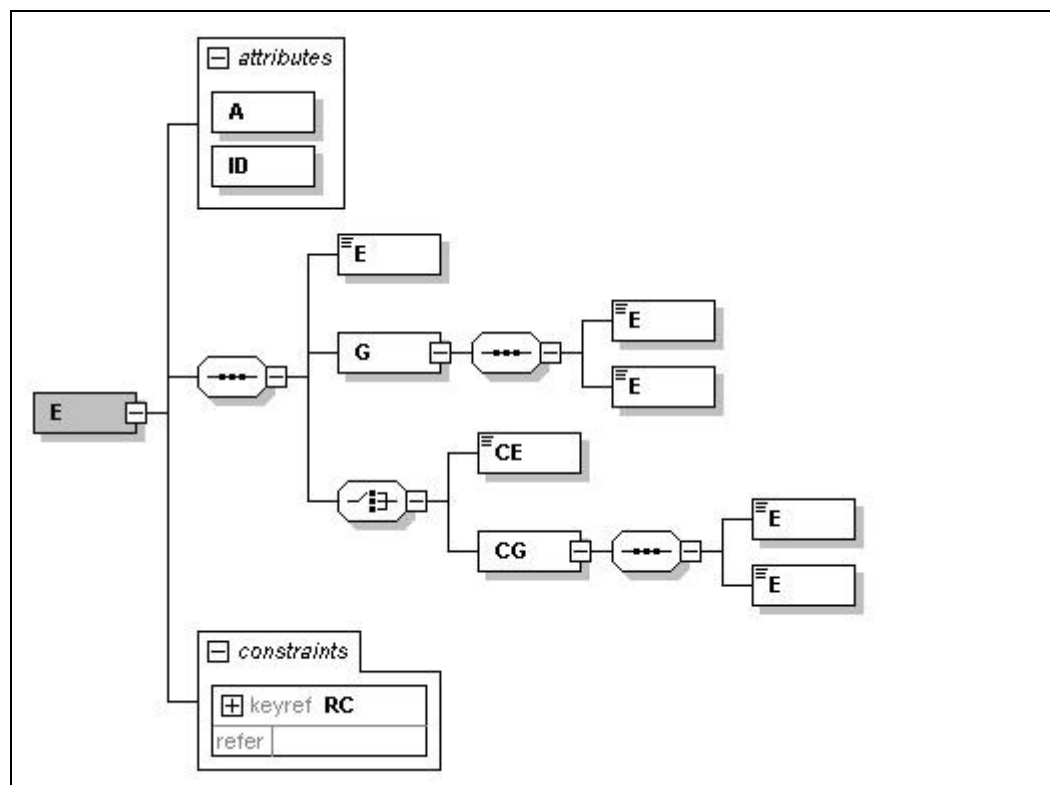 attributes
A
ID
E
E
G
E
E
CE
CG
E
E
constraints
keyref RC
refer